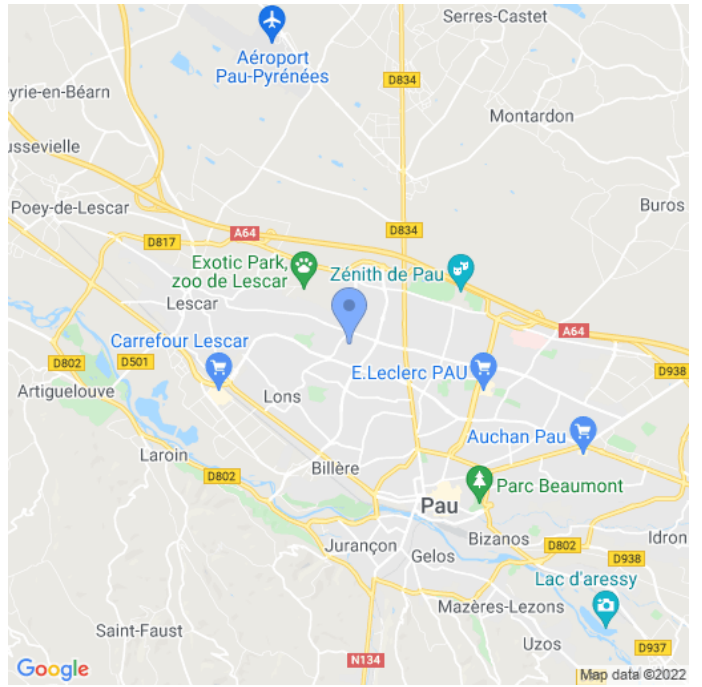 Serres-Castet
Aéroport
Pau-Pyrénées
D834
eyrie-en-Béarn
Montardon
ussevielle
Buros
Poey-de-Lescar
A64
D834
D817
Exotic Park,
zoo de Lescar
Zénith de Pau
Lescar
A64
Carrefour Lescar
D802
D501
E.Leclerc PAU
D938
Artiguelouve
Lons
Auchan Pau
Laroin
Billère
D802
Parc Beaumont
Pau
Bizanos
Idron
Jurançon
D802
Gelos
D938
Lac d'aressy
Mazères-Lezons
Saint-Faust
Uzos
D937
N134
Google
Map data ©2022